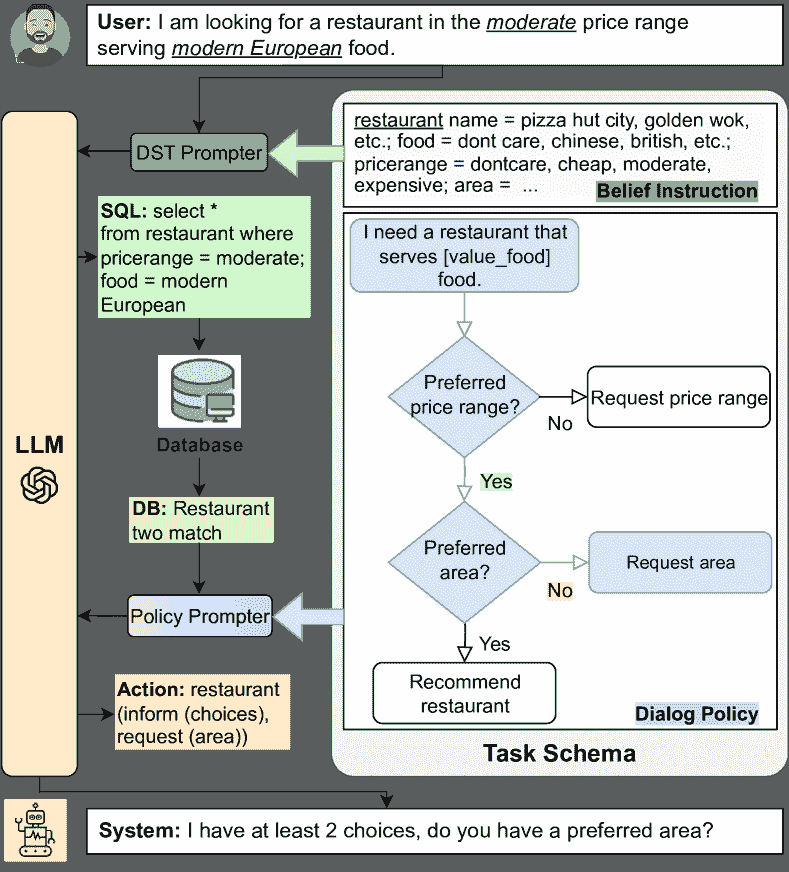 User: I am looking for a restaurant in the moderate price range
serving modern European food.
restaurant name = pizza hut city, golden wok,
etc.; food = dont care, chinese, british, etc.;
pricerange = dontcare, cheap, moderate,
expensive; area = ...
Belief Instruction
DST Prompter
SQL: select *
from restaurant where
pricerange = moderate;
food = modern
European
I need a restaurant that
serves [value_food]
food.
Preferred
price range?
No
Request price range
Database
LLM
Yes
DB: Restaurant
two match
Preferred
area?
No
Request area
Policy Prompter
Yes
Recommend
restaurant
Action: restaurant
(inform (choices),
request (area))
Dialog Policy
Task Schema
System: I have at least 2 choices, do you have a preferred area?